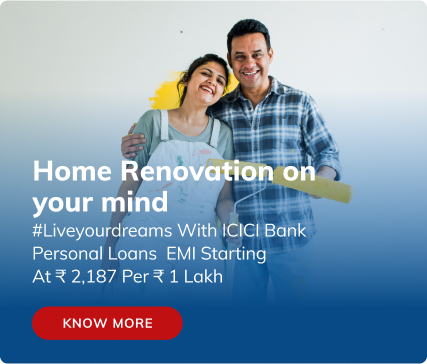 Home Renovation on
your mind
#Liveyourdreams With ICICI Bank
Personal Loans  EMI Starting
At ₹ 2,187 Per ₹ 1 Lakh
KNOW MORE